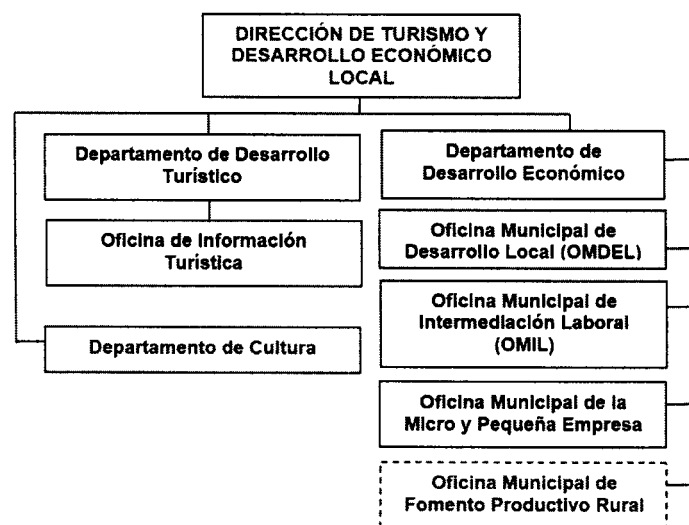 DIRECCIÓN DE TURISMO Y
DESARROLLO ECONÓMICO
LOCAL
Departamento de Desarrollo
Turístico
Oficina de Información
Turística
Departamento de Cultura
Departamento de
Desarrollo Económico
Oficina Municipal de
Desarrollo Local (OMDEL)
Oficina Municipal de
Intermediación Laboral
(OMIL)
Oficina Municipal de la
Micro y Pequeña Empresa
Oficina Municipal de
Fomento Productivo Rural